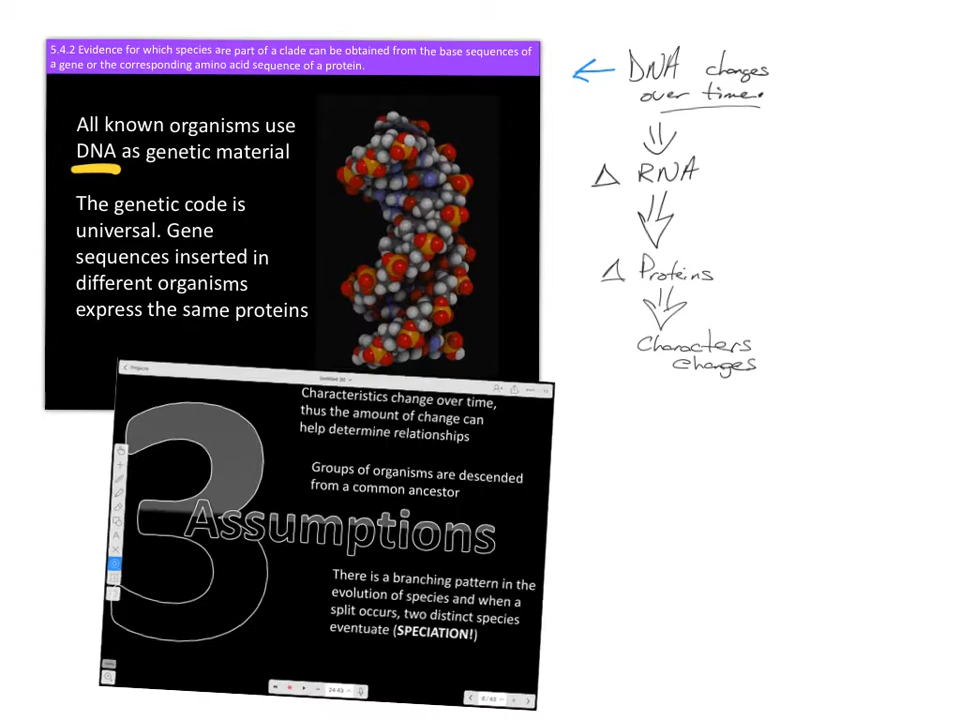 5.4.2 Evidence for which species are part of a clade can be obtained from the base sequences of
a gene or the corresponding amino acid sequence of a protein.
All known organisms use
DNA as genetic material
The genetic code is
universal. Gene
sequences inserted in
different organisms
express the same proteins
← DNA changes
over time.
⇓
Δ RNA
⇓
Δ Proteins
⇓
Characters
changes
Characteristics change over time,
thus the amount of change can
help determine relationships
Groups of organisms are descended
from a common ancestor
3
Assumptions
There is a branching pattern in the
evolution of species and when a
split occurs, two distinct species
eventuate (SPECIATION!)
24:43